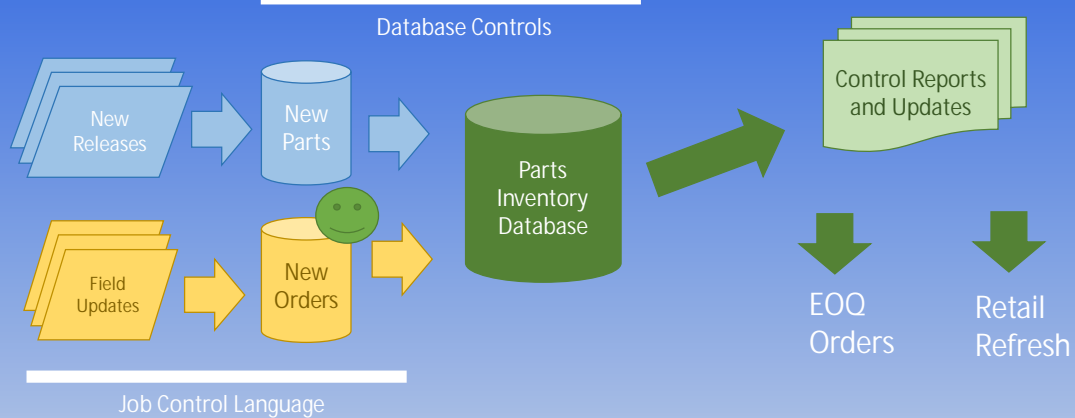 Database Controls
New
Releases
New
Parts
Parts
Inventory
Database
Control Reports
and Updates
Field
Updates
New
Orders
EOQ
Orders
Retail
Refresh
Job Control Language